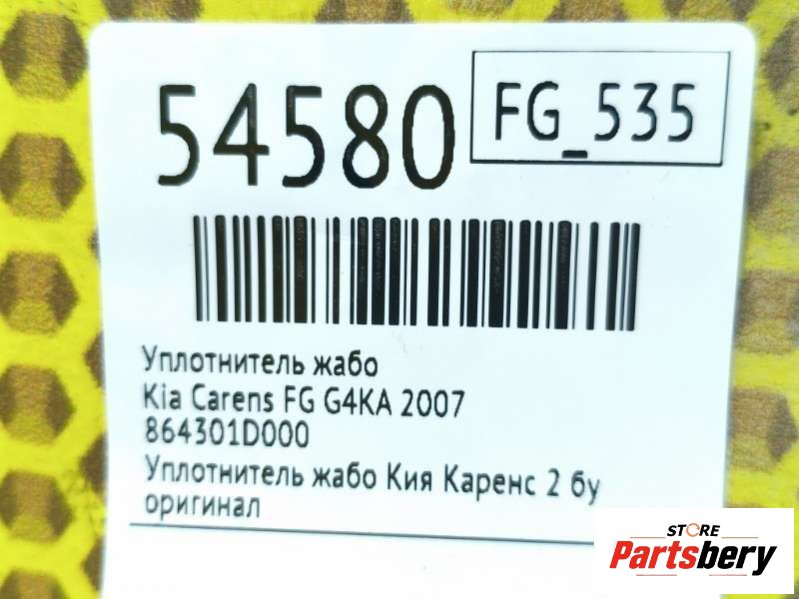 54580
FG_535
Уплотнитель жабо
Kia Carens FG G4KA 2007
864301D000
Уплотнитель жабо Кия Каренс 2 бу
оригинал
STORE
Partsbery